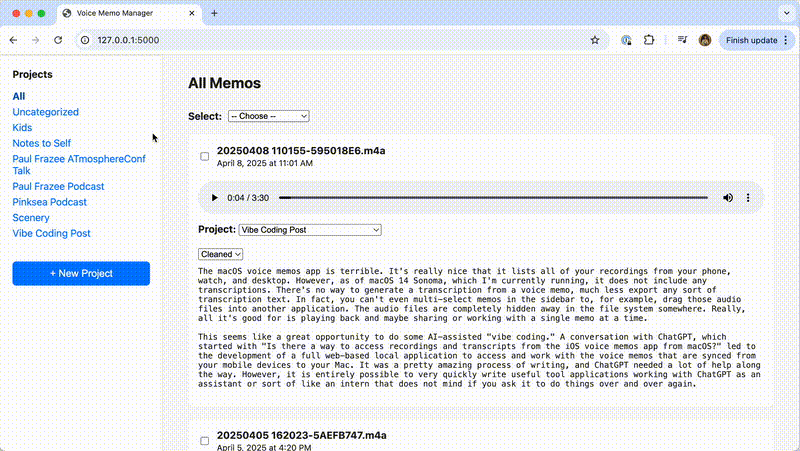 Voice Memo Manager
127.0.0.1:5000
Finish update
Projects
All
Uncategorized
Kids
Notes to Self
Paul Frazee ATmosphereConf
Talk
Paul Frazee Podcast
Pinksea Podcast
Scenery
Vibe Coding Post
+ New Project
All Memos
Select: -- Choose --
20250408 110155-595018E6.m4a
April 8, 2025 at 11:01 AM
0:04 / 3:30
Project: Vibe Coding Post
Cleaned
The macOS voice memos app is terrible. It's really nice that it lists all of your recordings from your phone,
watch, and desktop. However, as of macOS 14 Sonoma, which I'm currently running, it does not include any
transcriptions. There's no way to generate a transcription from a voice memo, much less export any sort of
transcription text. In fact, you can't even multi-select memos in the sidebar to, for example, drag those audio
files into another application. The audio files are completely hidden away in the file system somewhere. Really,
all it's good for is playing back and maybe sharing or working with a single memo at a time.
This seems like a great opportunity to do some AI-assisted "vibe coding." A conversation with ChatGPT, which
started with "Is there a way to access recordings and transcripts from the iOS voice memos app from macOS?" led to
the development of a full web-based local application to access and work with the voice memos that are synced from
your mobile devices to your Mac. It was a pretty amazing process of writing, and ChatGPT needed a lot of help along
the way. However, it is entirely possible to very quickly write useful tool applications working with ChatGPT as an
assistant or sort of like an intern that does not mind if you ask it to do things over and over again.
20250405 162023-5AEFB747.m4a
April 5, 2025 at 4:20 PM